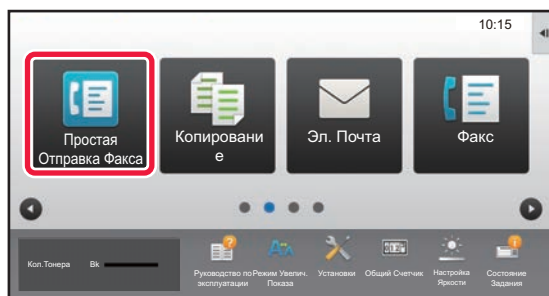 10:15
Простая
Отправка Факса
Копировани
е
Эл. Почта
Факс
Кол.Тонера Bk
Руководство по
эксплуатации
Режим Увелич.
Показа
Установки
Общий Счетчик
Настройка
Яркости
Состояние
Задания